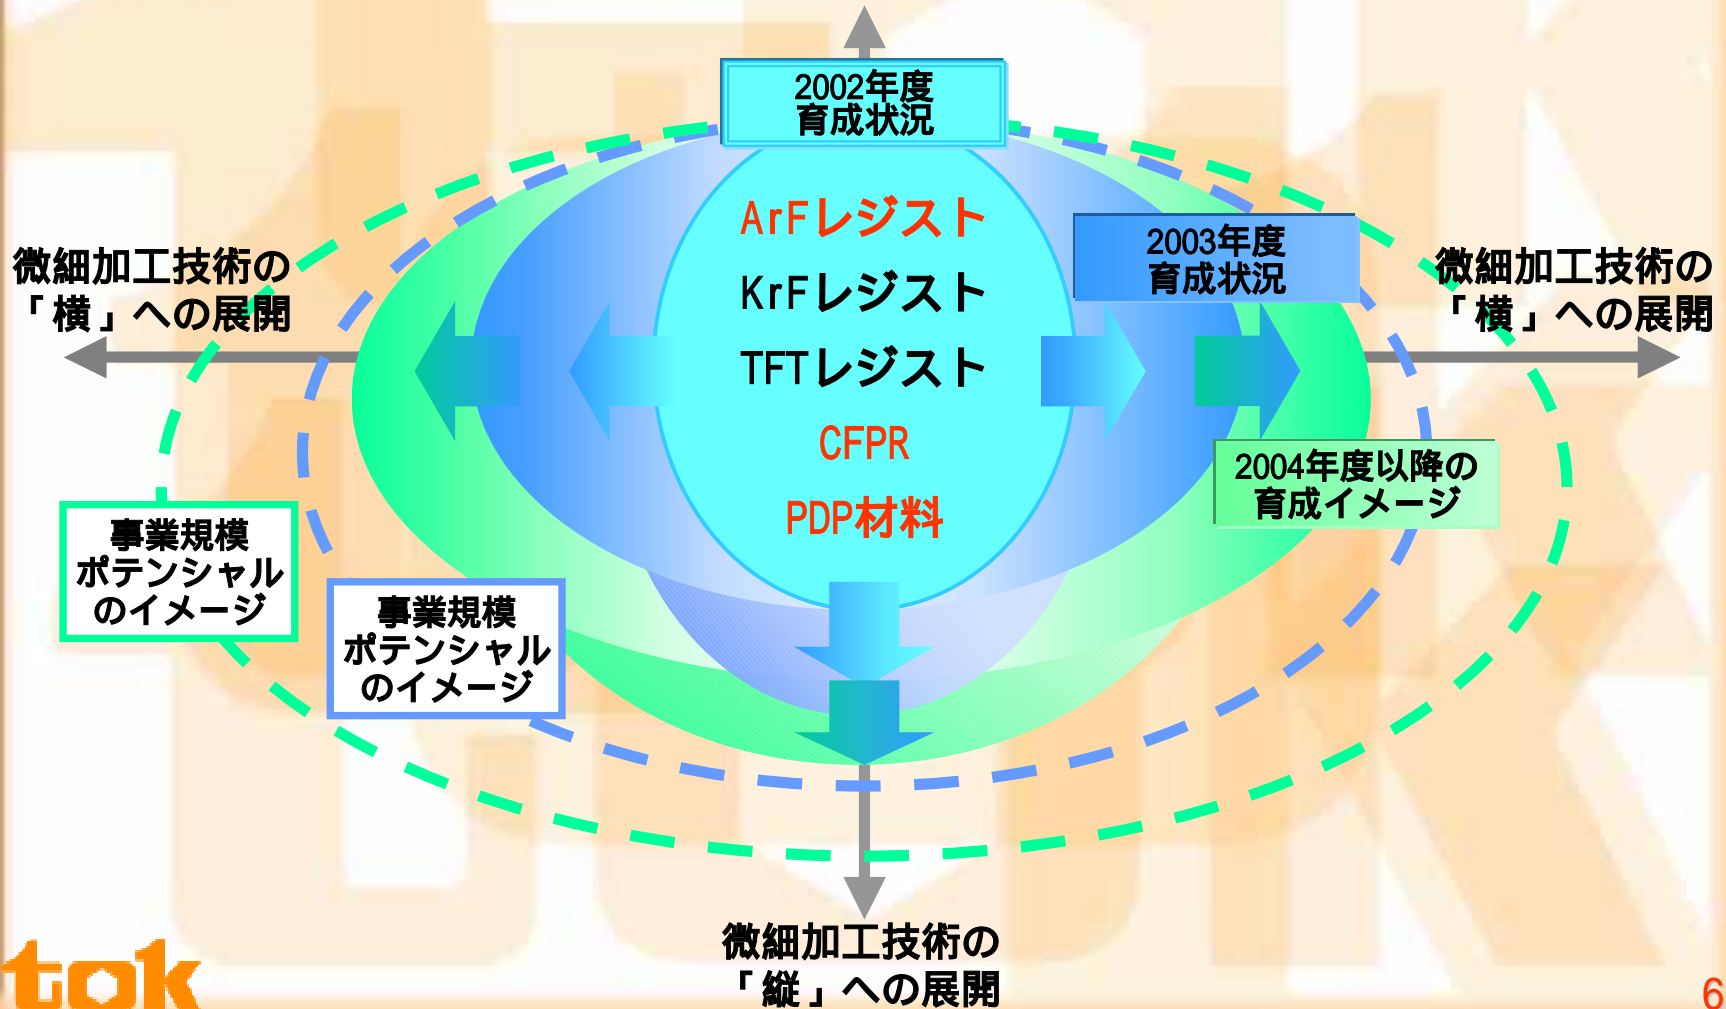 2002年度
育成状況
ArFレジスト
KrFレジスト
TFTレジスト
CFPR
PDP材料
2003年度
育成状況
微細加工技術の
「横」への展開
微細加工技術の
「横」への展開
2004年度以降の
育成イメージ
事業規模
ポテンシャル
のイメージ
事業規模
ポテンシャル
のイメージ
微細加工技術の
「縦」への展開
tok
6